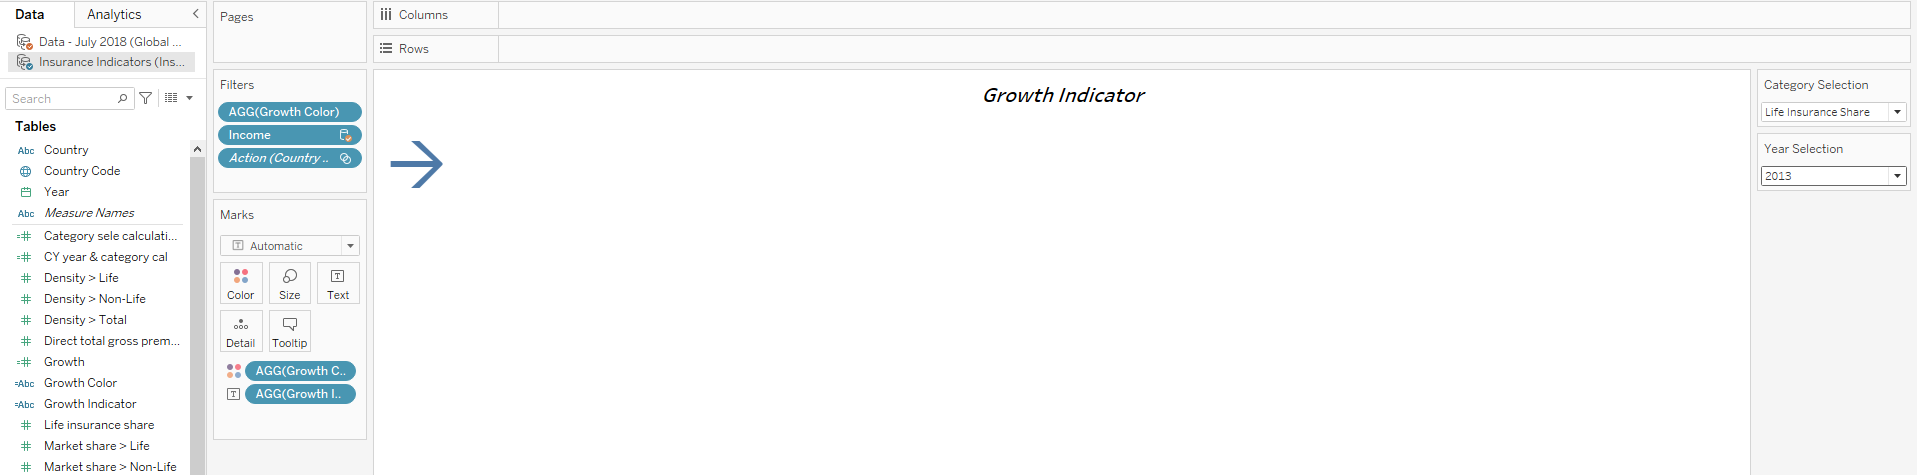 Data
Analytics
Data - July 2018 (Global ...
Insurance Indicators (Ins...
Search
Tables
Abc Country
Country Code
Year
Abc Measure Names
Category sele calculati...
CY year & category cal
Density > Life
Density > Non-Life
Density > Total
Direct total gross prem...
Growth
=Abc Growth Color
=Abc Growth Indicator
Life insurance share
Market share > Life
Market share > Non-Life
Pages
Filters
AGG(Growth Color)
Income
Action (Country ..
Marks
T Automatic
Color
Size
T Text
Detail
Tooltip
AGG(Growth C..
T AGG(Growth I..
Columns
Rows
Growth Indicator
Category Selection
Life Insurance Share
Year Selection
2013